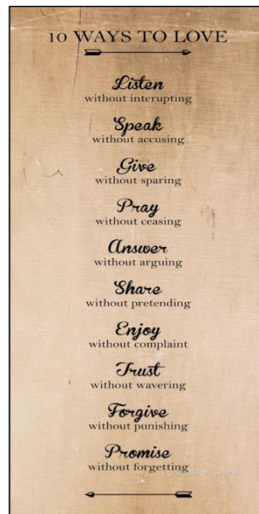 10 WAYS TO LOVE
Listen
without interupting
Speak
without accusing
Give
without sparing
Pray
without ceasing
Answer
without arguing
Share
without pretending
Enjoy
without complaint
Trust
without wavering
Forgive
without punishing
Promise
without forgetting